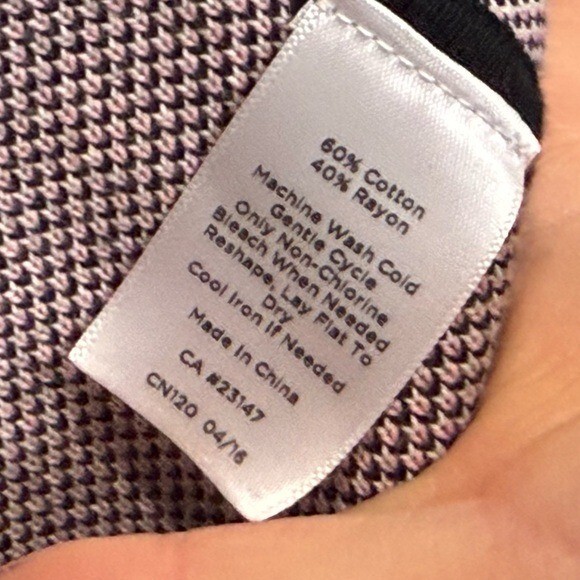 60% Cotton
40% Rayon
Machine Wash Cold
Gentle Cycle
Only Non-Chlorine
Bleach When Needed
Reshape, Lay Flat To
Dry
Cool Iron If Needed
Made In China
CA #23147
CN120 04/16